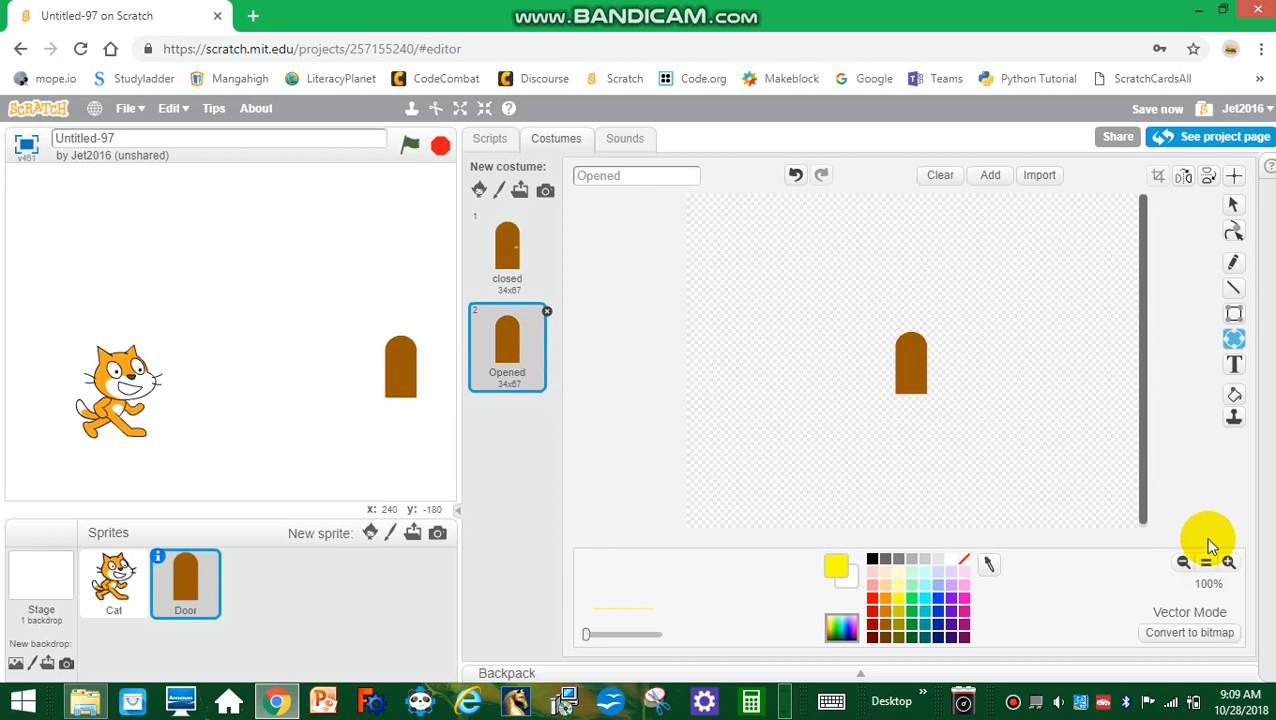 Untitled-97 on Scratch
www.BANDICAM.com
https://scratch.mit.edu/projects/257155240/#editor
mope.io Studyladder Mangahigh LiteracyPlanet CodeCombat Discourse Scratch Code.org Makeblock Google Teams Python Tutorial ScratchCardsAll »
SCRATCH File Edit Tips About Save now Jet2016
Untitled-97
by Jet2016 (unshared)
v461
Scripts Costumes Sounds
Share See project page
New costume:
Opened
Clear Add Import
1
closed
34x67
2
Opened
34x67
T
x: 240 y: -180
Sprites New sprite:
Stage
1 backdrop
New backdrop:
Cat
Door
100%
Vector Mode
Convert to bitmap
Backpack
Desktop »
9:09 AM
10/28/2018